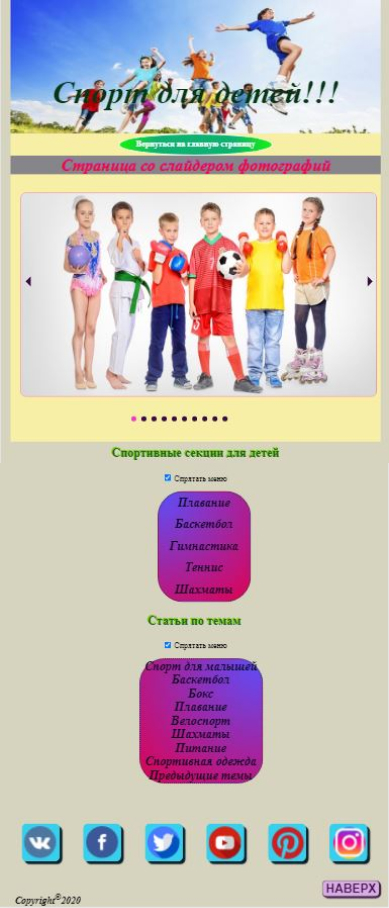 Спорт для детей!!!
Вернуться на главную страницу
Страница со слайдером фотографий
Спортивные секции для детей
Спрятать меню
Плавание
Баскетбол
Гимнастика
Теннис
Шахматы
Статьи по темам
Спрятать меню
Спорт для малышей
Баскетбол
Бокс
Плавание
Велоспорт
Шахматы
Питание
Спортивная одежда
Предыдущие темы
НАВЕРХ
Copyright©2020